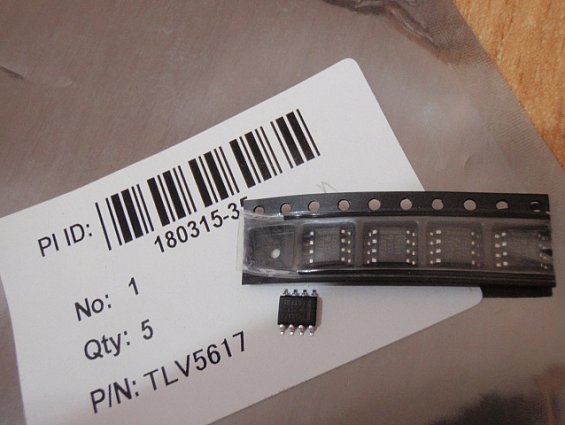 PI ID:
180315-3
No: 1
Qty: 5
P/N: TLV5617